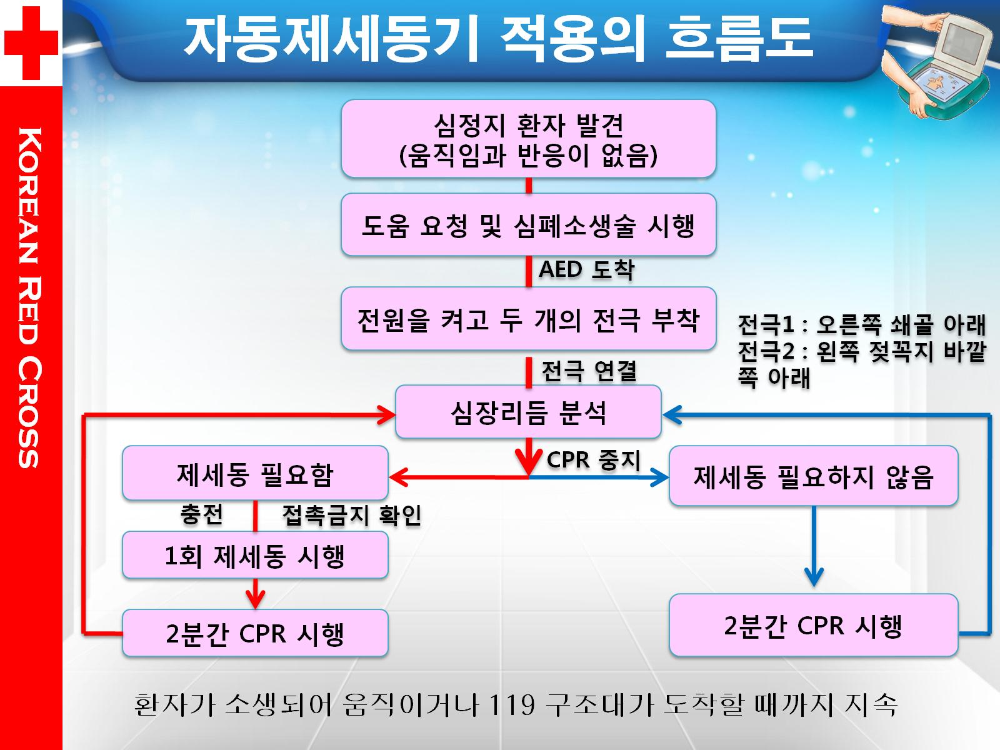 자동제세동기 적용의 흐름도
KOREAN RED CROSS
심정지 환자 발견
(움직임과 반응이 없음)
도움 요청 및 심폐소생술 시행
AED 도착
전원을 켜고 두 개의 전극 부착
전극1 : 오른쪽 쇄골 아래
전극2 : 왼쪽 젖꼭지 바깥
쪽 아래
전극 연결
심장리듬 분석
CPR 중지
제세동 필요함
제세동 필요하지 않음
충전
접촉금지 확인
1회 제세동 시행
2분간 CPR 시행
2분간 CPR 시행
환자가 소생되어 움직이거나 119 구조대가 도착할 때까지 지속